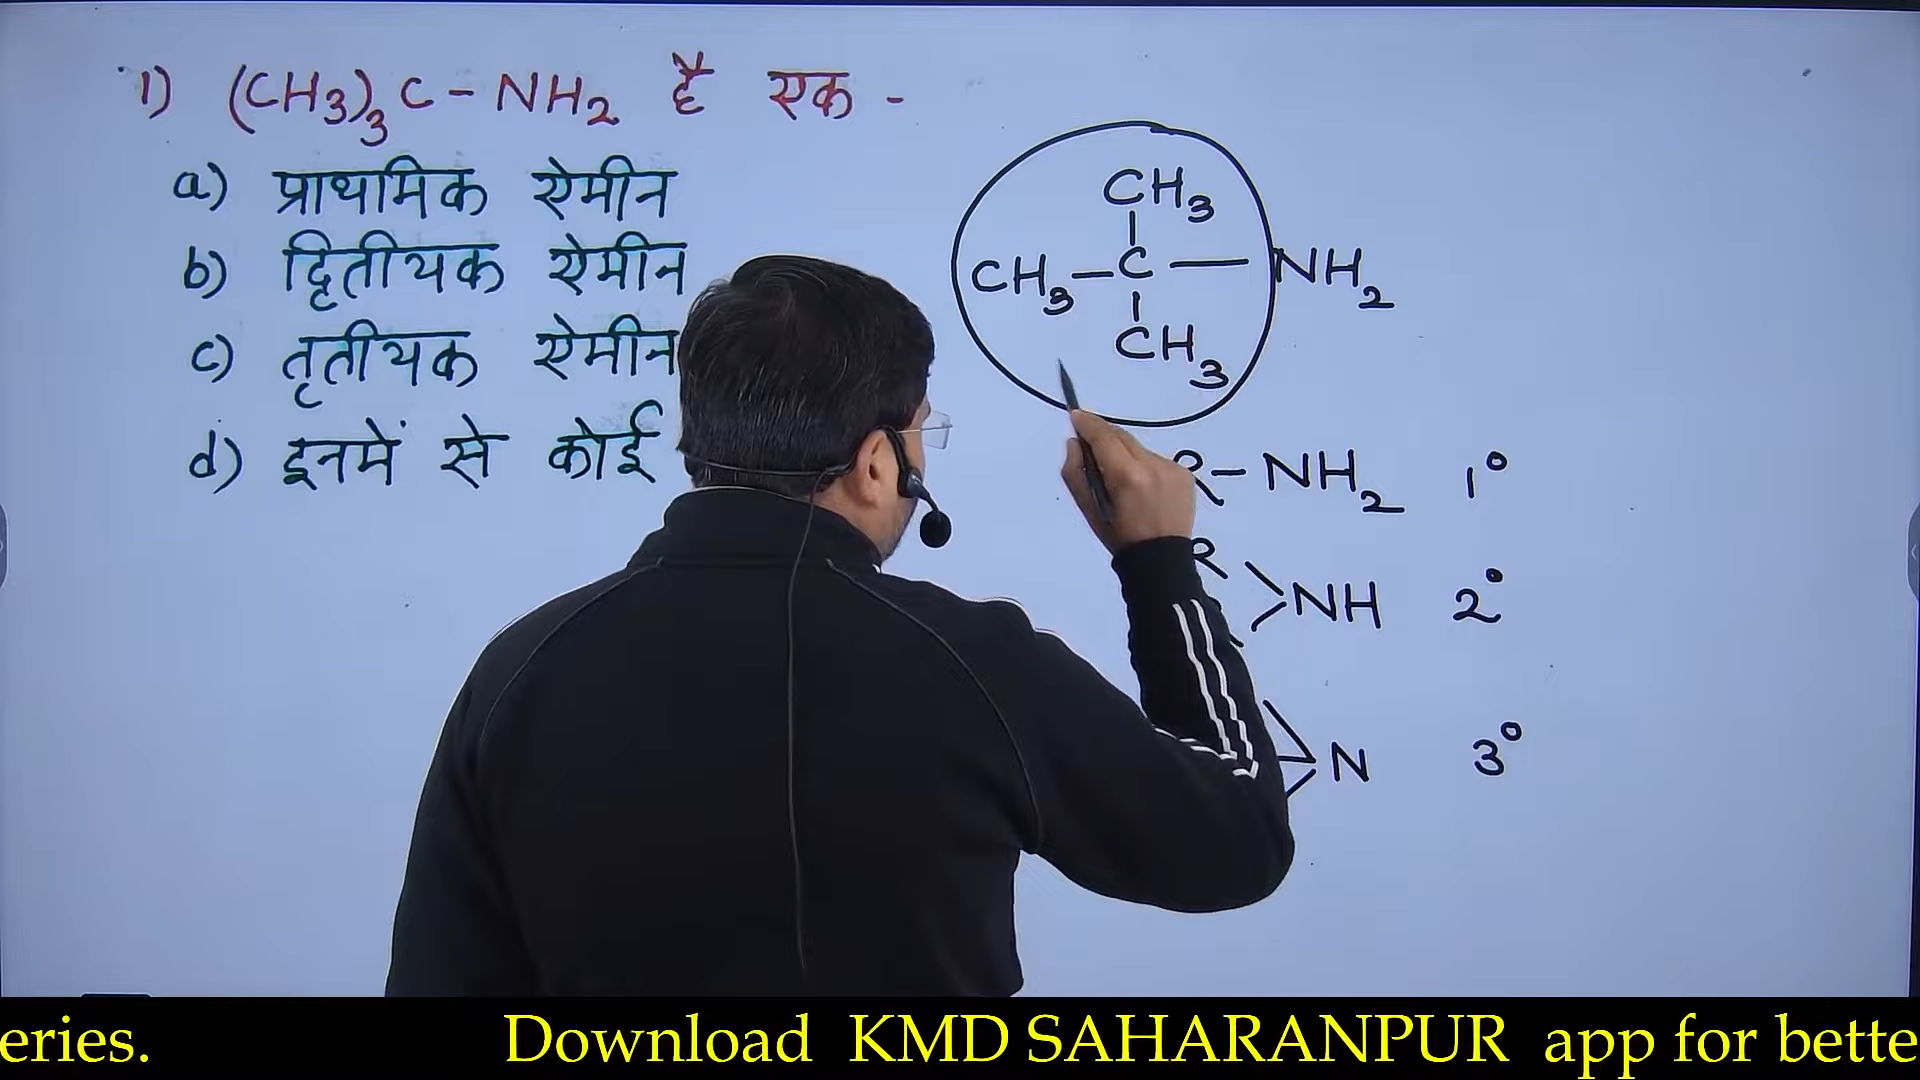 1) (CH3)3 C - NH2 है एक -
a) प्राथमिक ऐमीन
b) द्वितीयक ऐमीन
c) तृतीयक ऐमीन
d) इनमें से कोई
CH3
CH3 - C - NH2
CH3
R - NH2 1°
R > NH 2°
> N 3°
eries. Download KMD SAHARANPUR app for bette